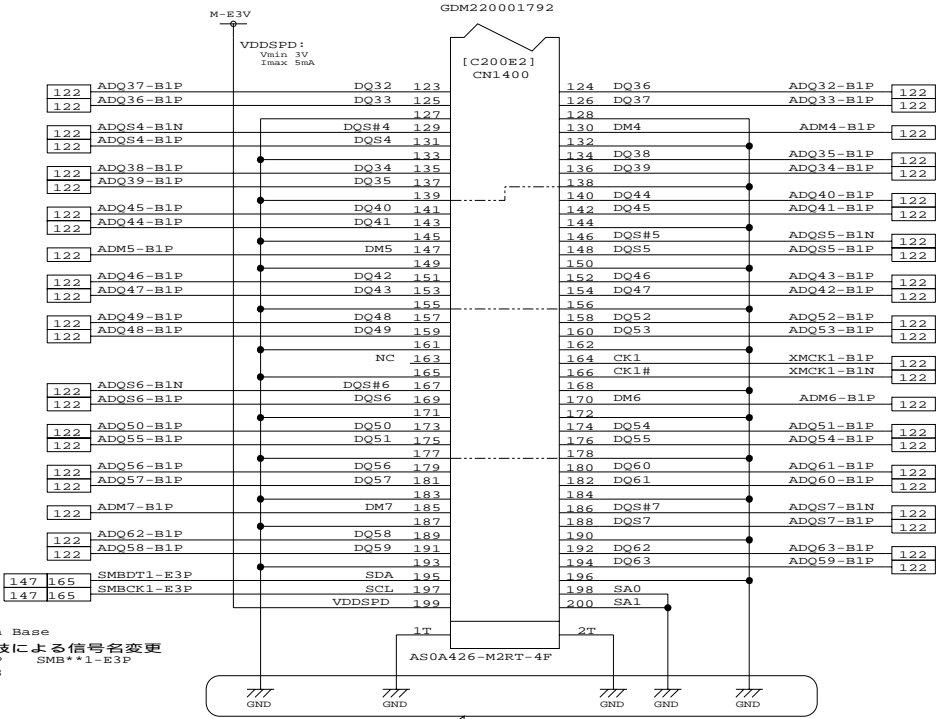 GDM220001792
M-E3V
VDDSPD:
Vmin 3V
Imax 5mA
[C200E2]
CN1400
122 ADQ37-B1P DQ32 123 124 DQ36 ADQ32-B1P 122
122 ADQ36-B1P DQ33 125 126 DQ37 ADQ33-B1P 122
127 128
122 ADQS4-B1N DQS#4 129 130 DM4 ADM4-B1P 122
122 ADQS4-B1P DQS4 131 132
133 134 DQ38 ADQ35-B1P 122
122 ADQ38-B1P DQ34 135 136 DQ39 ADQ34-B1P 122
122 ADQ39-B1P DQ35 137 138
139 140 DQ44 ADQ40-B1P 122
122 ADQ45-B1P DQ40 141 142 DQ45 ADQ41-B1P 122
122 ADQ44-B1P DQ41 143 144
145 146 DQS#5 ADQS5-B1N 122
122 ADM5-B1P DM5 147 148 DQS5 ADQS5-B1P 122
149 150
122 ADQ46-B1P DQ42 151 152 DQ46 ADQ43-B1P 122
122 ADQ47-B1P DQ43 153 154 DQ47 ADQ42-B1P 122
155 156
122 ADQ49-B1P DQ48 157 158 DQ52 ADQ52-B1P 122
122 ADQ48-B1P DQ49 159 160 DQ53 ADQ53-B1P 122
161 162
NC 163 164 CK1 XMCK1-B1P 122
165 166 CK1# XMCK1-B1N 122
122 ADQS6-B1N DQS#6 167 168
122 ADQS6-B1P DQS6 169 170 DM6 ADM6-B1P 122
171 172
122 ADQ50-B1P DQ50 173 174 DQ54 ADQ51-B1P 122
122 ADQ55-B1P DQ51 175 176 DQ55 ADQ54-B1P 122
177 178
122 ADQ56-B1P DQ56 179 180 DQ60 ADQ61-B1P 122
122 ADQ57-B1P DQ57 181 182 DQ61 ADQ60-B1P 122
183 184
122 ADM7-B1P DM7 185 186 DQS#7 ADQS7-B1N 122
187 188 DQS7 ADQS7-B1P 122
122 ADQ62-B1P DQ58 189 190
122 ADQ58-B1P DQ59 191 192 DQ62 ADQ63-B1P 122
193 194 DQ63 ADQ59-B1P 122
147 165 SMBDT1-E3P SDA 195 196
147 165 SMBCK1-E3P SCL 197 198 SA0
VDDSPD 199 200 SA1
1T 2T
Base
による信号名変更
SMB**1-E3P
AS0A426-M2RT-4F
GND GND GND GND GND